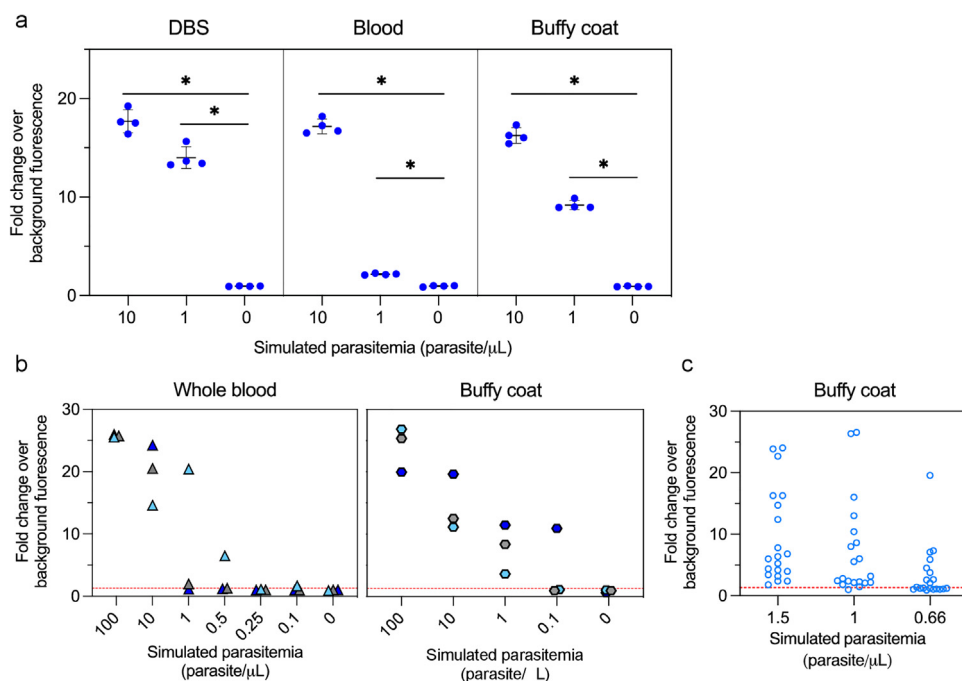 a
DBS
Blood
Buffy coat
Fold change over
background fuorescence
20
10
0
*
*
*
*
*
*
10
1
0
10
1
0
10
1
0
Simulated parasitemia (parasite/μL)
b
Whole blood
Buffy coat
Fold change over
background fluorescence
30
20
10
0
100
10
1
0.5
0.25
0.1
0
100
10
1
0.1
0
Simulated parasitemia
(parasite/μL)
Simulated parasitemia
(parasite/ L)
c
Buffy coat
Fold change over
background fluorescence
30
20
10
0
1.5
1
0.66
Simulated parasitemia
(parasite/μL)